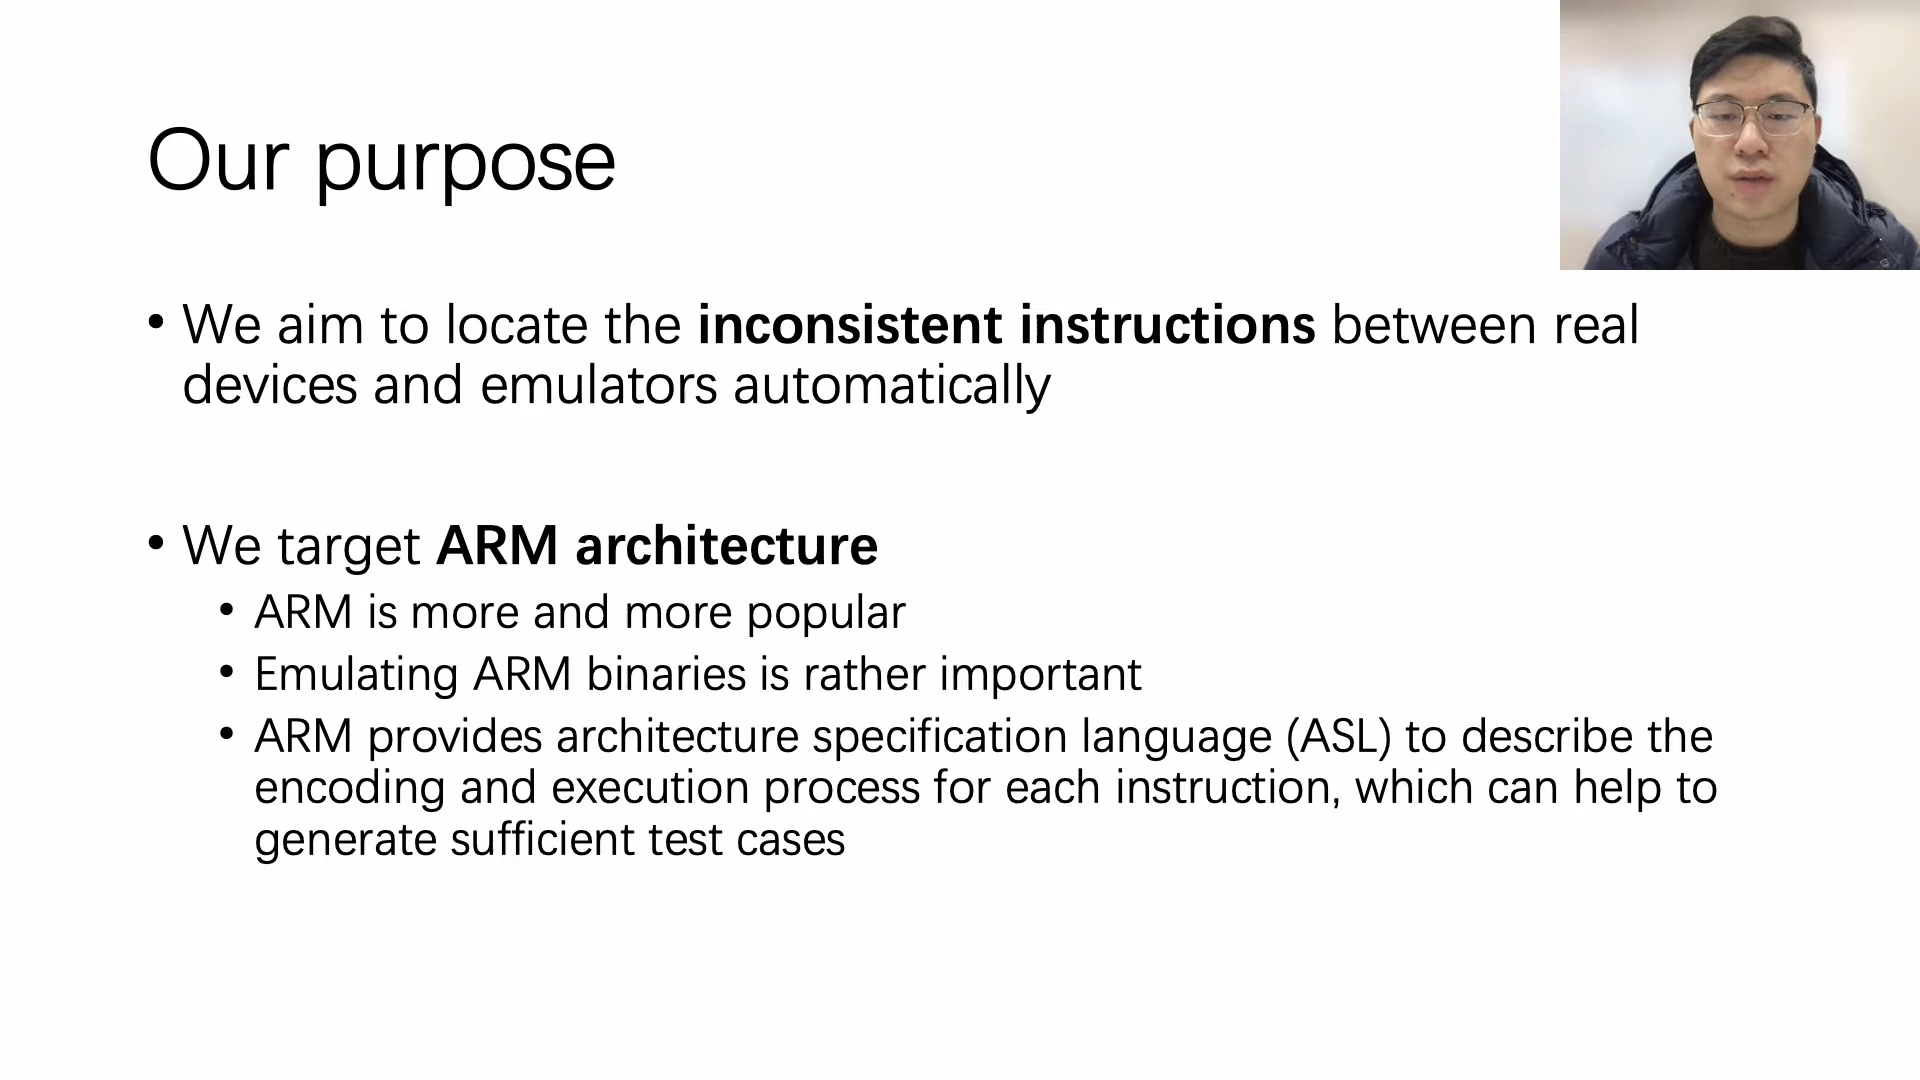 Our purpose
• We aim to locate the inconsistent instructions between real
devices and emulators automatically
• We target ARM architecture
• ARM is more and more popular
• Emulating ARM binaries is rather important
• ARM provides architecture specification language (ASL) to describe the
encoding and execution process for each instruction, which can help to
generate sufficient test cases